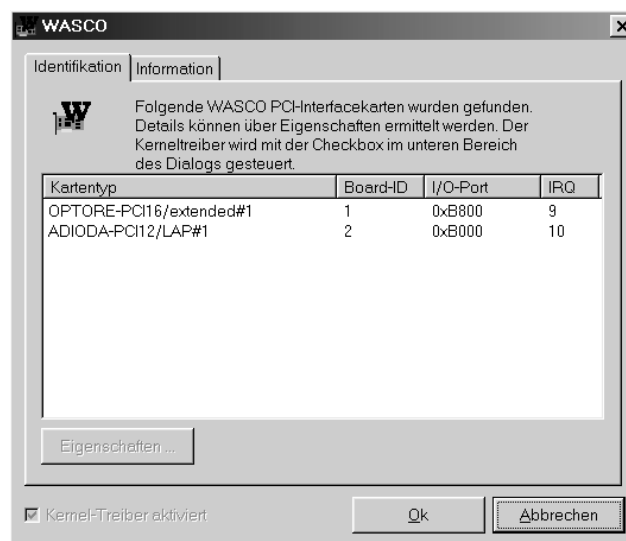 WASCO
Identifikation Information
Folgende WASCO PCI-Interfacekarten wurden gefunden.
Details können über Eigenschaften ermittelt werden. Der
Kerneltreiber wird mit der Checkbox im unteren Bereich
des Dialogs gesteuert.
Kartentyp Board-ID I/O-Port IRQ
OPTORE-PCI16/extended#1 1 0xB800 9
ADIODA-PCI12/LAP#1 2 0xB000 10
Eigenschaften ...
Kernel-Treiber aktiviert Ok Abbrechen